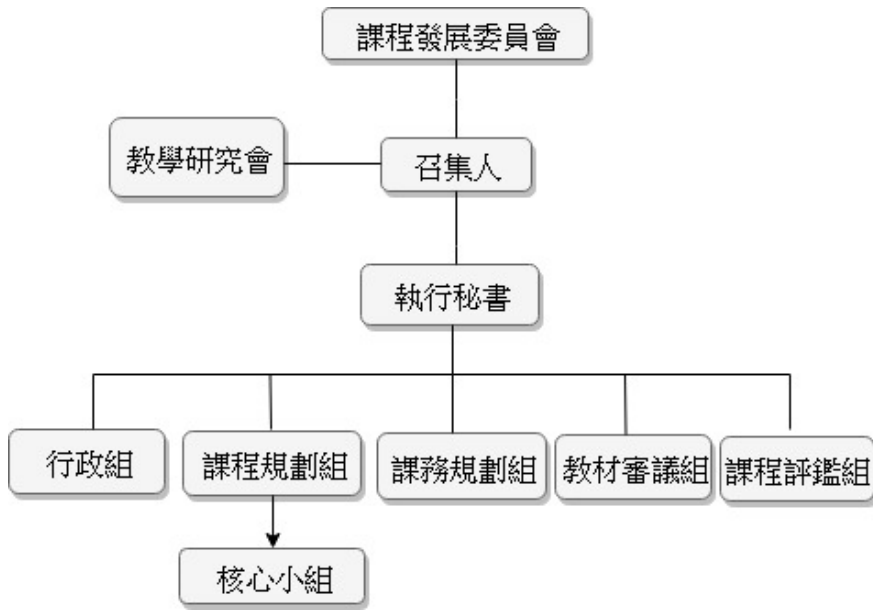 課程發展委員會
教學研究會
召集人
執行秘書
行政組
課程規劃組
課務規劃組
教材審議組
課程評鑑組
核心小組